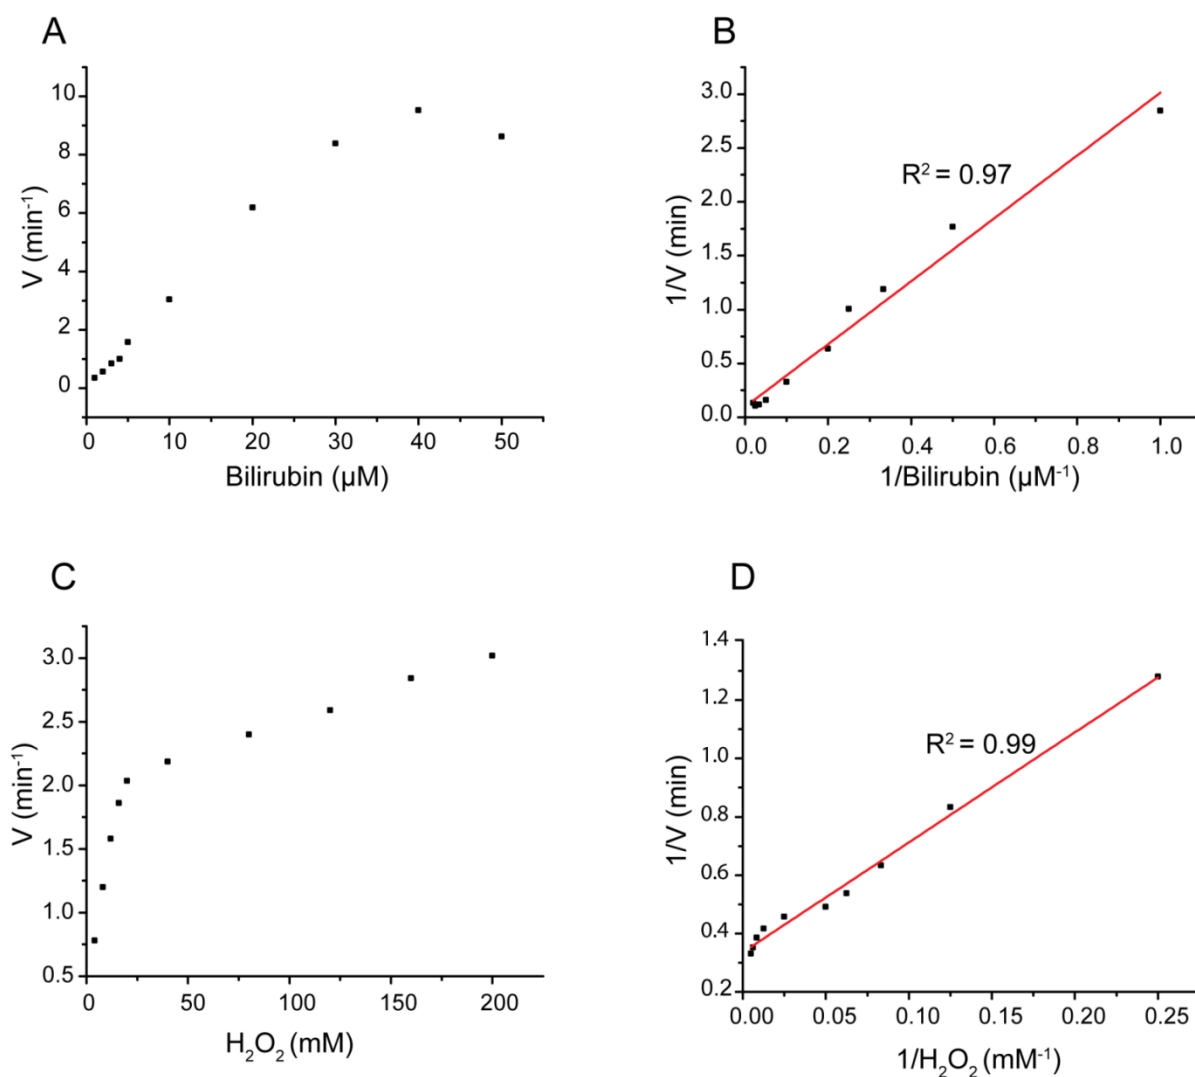 A
10
8
6
4
2
0
V (min⁻¹)
0 10 20 30 40 50
Bilirubin (μM)
B
3.0
2.5
2.0
1.5
1.0
0.5
0.0
1/V (min)
R² = 0.97
0.0 0.2 0.4 0.6 0.8 1.0
1/Bilirubin (μM⁻¹)
C
3.0
2.5
2.0
1.5
1.0
0.5
V (min⁻¹)
0 50 100 150 200
H₂O₂ (mM)
D
1.4
1.2
1.0
0.8
0.6
0.4
0.2
1/V (min)
R² = 0.99
0.00 0.05 0.10 0.15 0.20 0.25
1/H₂O₂ (mM⁻¹)